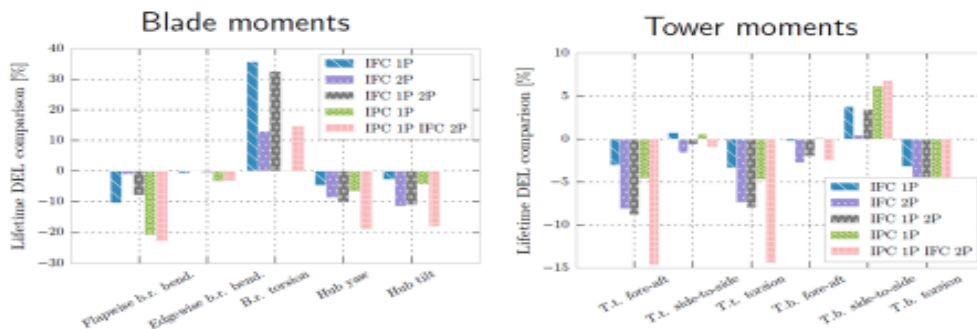 Blade moments
Lifetime DEL comparison [%]
40
30
20
10
0
−10
−20
−30
IFC 1P
IFC 2P
IFC 1P 2P
IPC 1P
IPC 1P IFC 2P
Flapwise b.r. bend.
Edgewise b.r. bend.
B.r. torsion
Hub yaw
Hub tilt
Tower moments
Lifetime DEL comparison [%]
10
5
0
−5
−10
−15
IFC 1P
IFC 2P
IFC 1P 2P
IPC 1P
IPC 1P IFC 2P
T.t. fore-aft
T.t. side-to-side
T.t. torsion
T.b. fore-aft
T.b. side-to-side
T.b. torsion